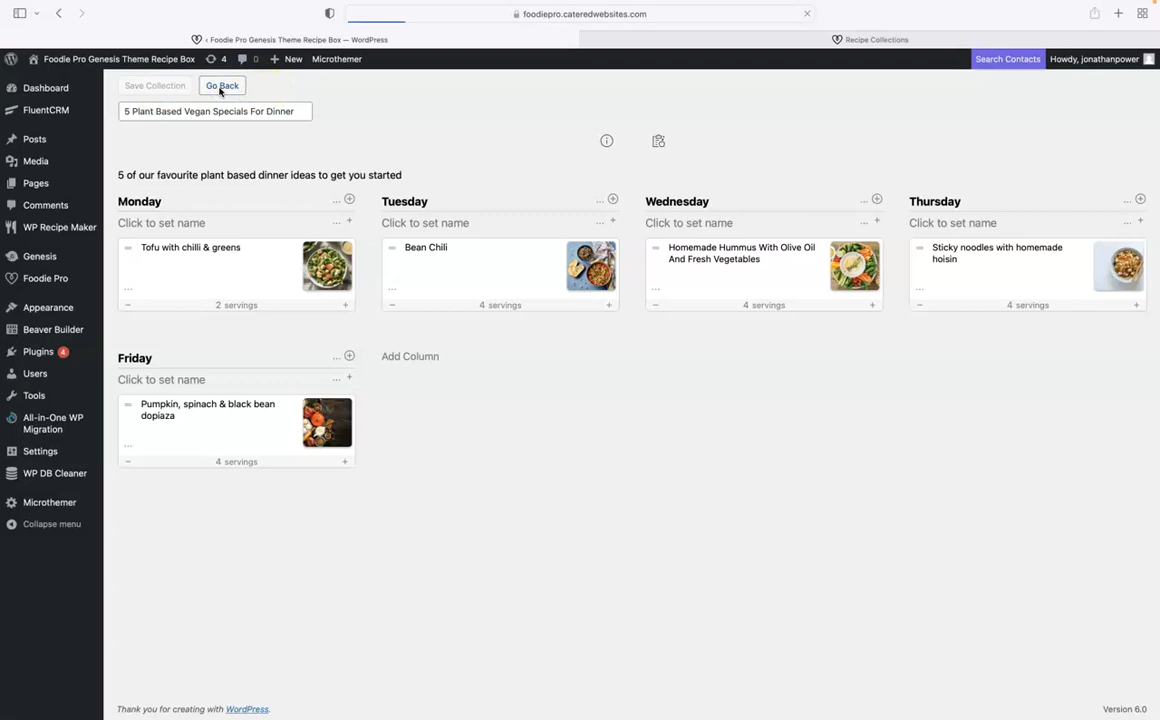 foodiepro.cateredwebsites.com
‹ Foodie Pro Genesis Theme Recipe Box — WordPress
Recipe Collections
Foodie Pro Genesis Theme Recipe Box
4
0
New
Microthemer
Search Contacts
Howdy, jonathanpower
Dashboard
FluentCRM
Posts
Media
Pages
Comments
WP Recipe Maker
Genesis
Foodie Pro
Appearance
Beaver Builder
Plugins 4
Users
Tools
All-in-One WP
Migration
Settings
WP DB Cleaner
Microthemer
Collapse menu
Save Collection
Go Back
5 Plant Based Vegan Specials For Dinner
5 of our favourite plant based dinner ideas to get you started
Monday
...
Click to set name
... +
Tofu with chilli & greens
...
− 2 servings +
Tuesday
...
Click to set name
... +
Bean Chili
...
− 4 servings +
Wednesday
...
Click to set name
... +
Homemade Hummus With Olive Oil
And Fresh Vegetables
...
− 4 servings +
Thursday
...
Click to set name
... +
Sticky noodles with homemade
hoisin
...
− 4 servings +
Friday
...
Click to set name
... +
Pumpkin, spinach & black bean
dopiaza
...
− 4 servings +
Add Column
Thank you for creating with WordPress.
Version 6.0